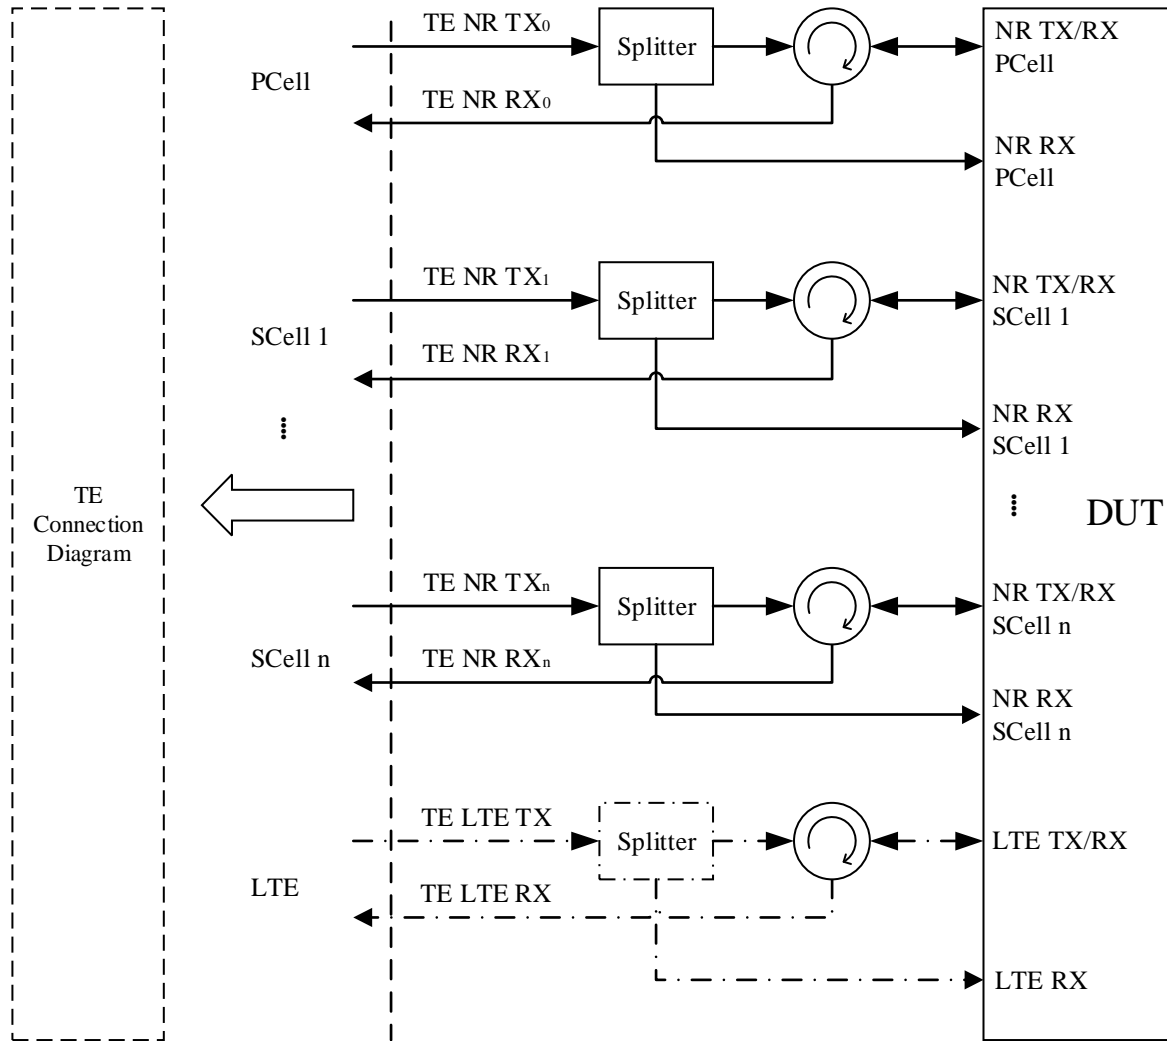 TE NR TX0
Splitter
NR TX/RX
PCell
PCell
TE NR RX0
NR RX
PCell
TE NR TX1
Splitter
NR TX/RX
SCell 1
SCell 1
TE NR RX1
NR RX
SCell 1
TE
Connection
Diagram
DUT
TE NR TXn
Splitter
NR TX/RX
SCell n
SCell n
TE NR RXn
NR RX
SCell n
TE LTE TX
Splitter
LTE TX/RX
LTE
TE LTE RX
LTE RX